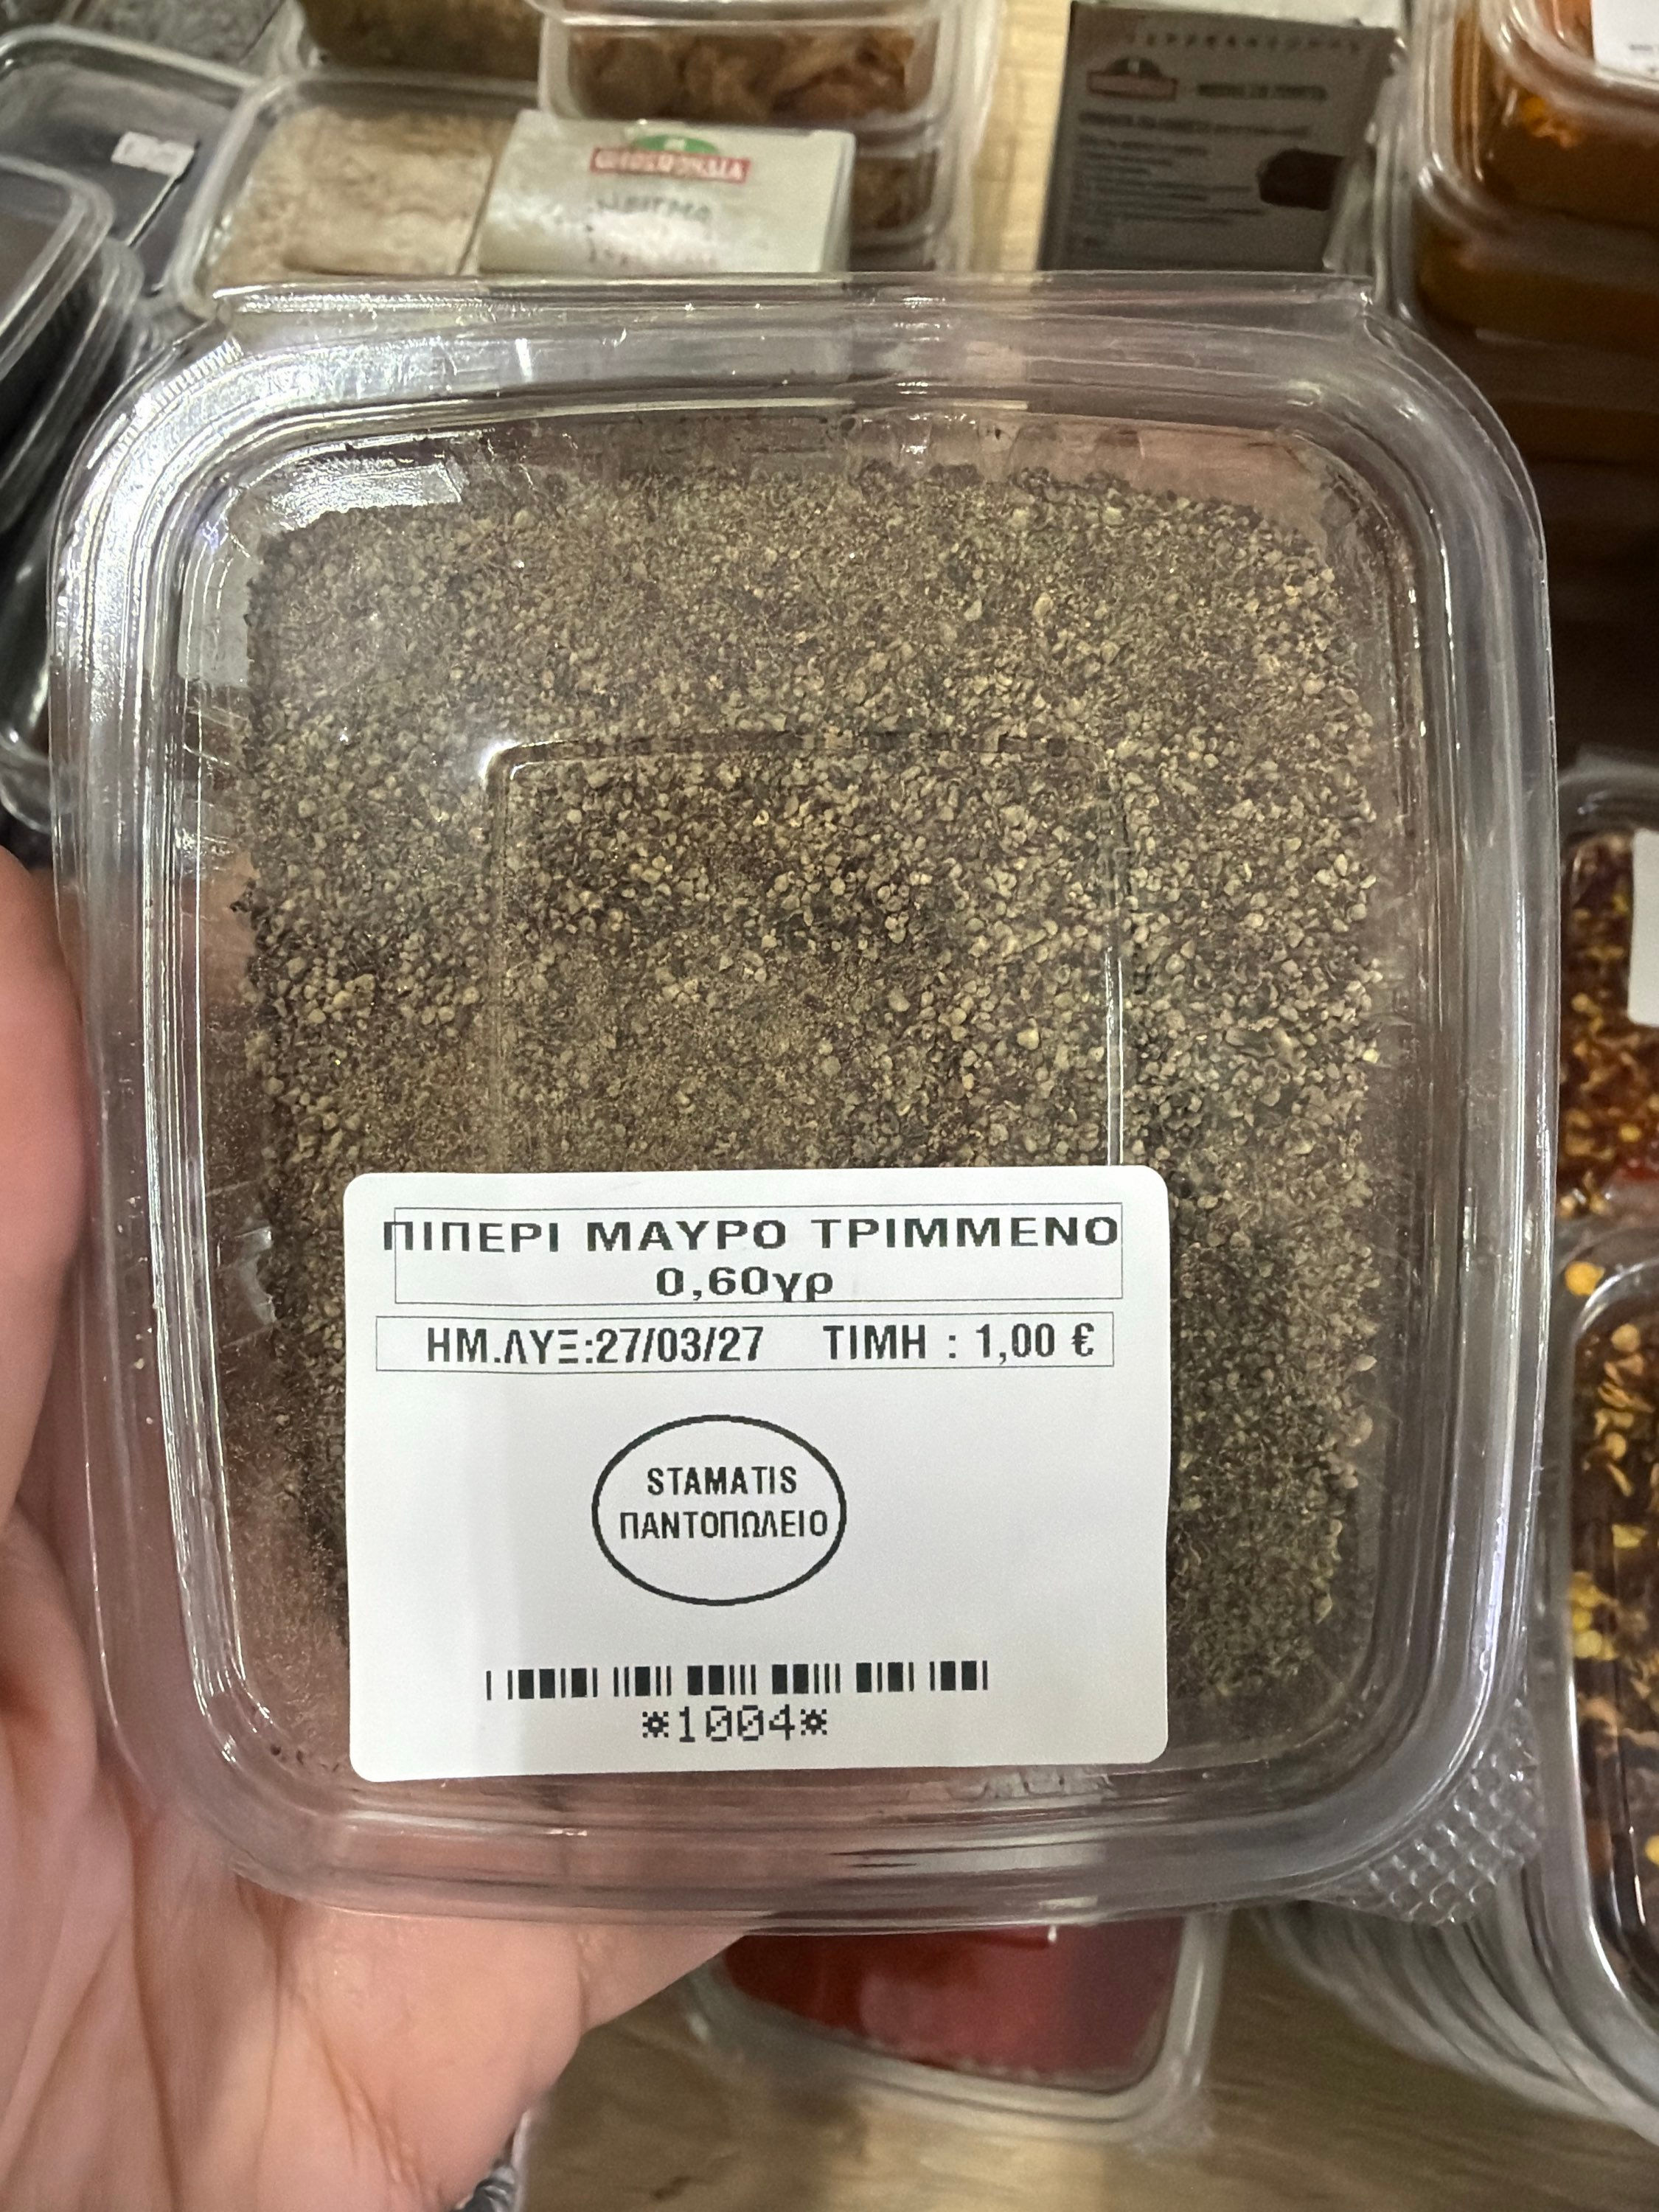 ΠΙΠΕΡΙ ΜΑΥΡΟ ΤΡΙΜΜΕΝΟ
0,60γρ
ΗΜ.ΛΥΞ:27/03/27 ΤΙΜΗ : 1,00 €
STAMATIS
ΠΑΝΤΟΠΩΛΕΙΟ
*1004*